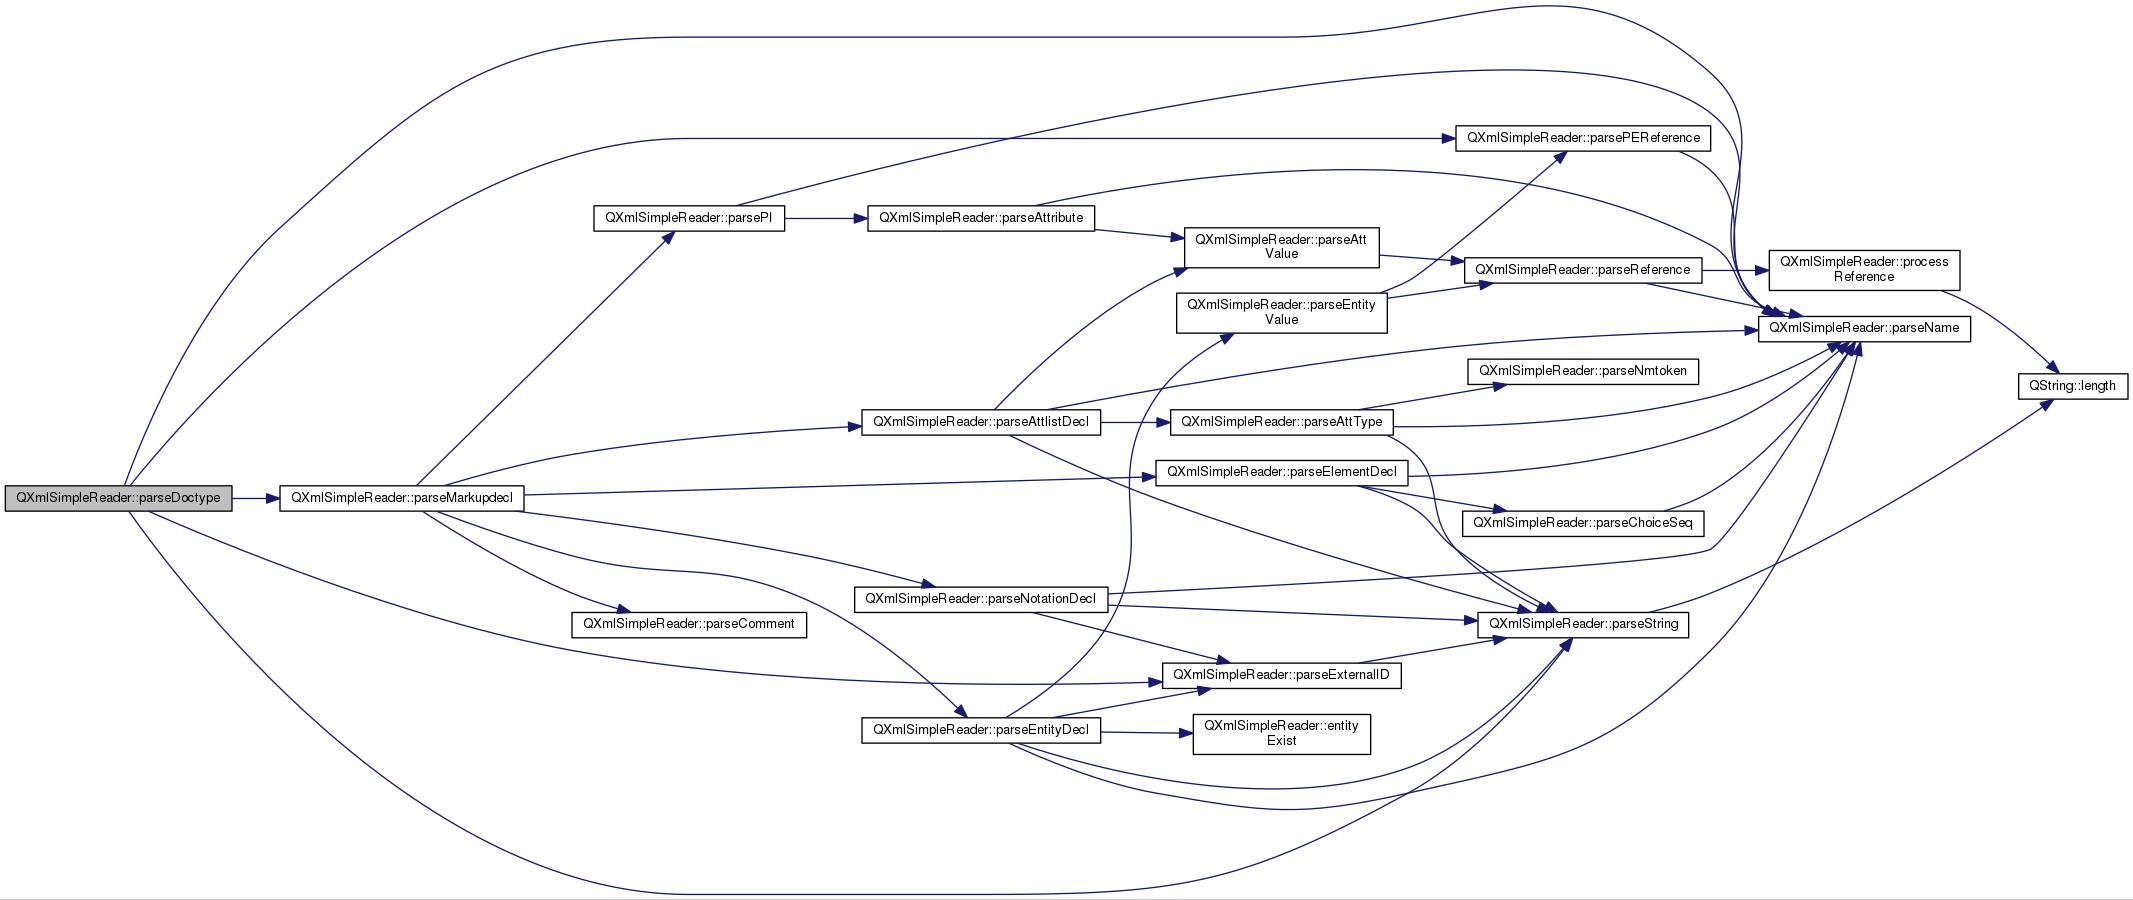 QXmlSimpleReader::parsePEReference
QXmlSimpleReader::parsePI
QXmlSimpleReader::parseAttribute
QXmlSimpleReader::parseAtt
Value
QXmlSimpleReader::parseReference
QXmlSimpleReader::process
Reference
QXmlSimpleReader::parseEntity
Value
QXmlSimpleReader::parseName
QXmlSimpleReader::parseNmtoken
QString::length
QXmlSimpleReader::parseAttlistDecl
QXmlSimpleReader::parseAttType
QXmlSimpleReader::parseElementDecl
QXmlSimpleReader::parseDoctype
QXmlSimpleReader::parseMarkupdecl
QXmlSimpleReader::parseChoiceSeq
QXmlSimpleReader::parseNotationDecl
QXmlSimpleReader::parseComment
QXmlSimpleReader::parseString
QXmlSimpleReader::parseExternalID
QXmlSimpleReader::parseEntityDecl
QXmlSimpleReader::entity
Exist